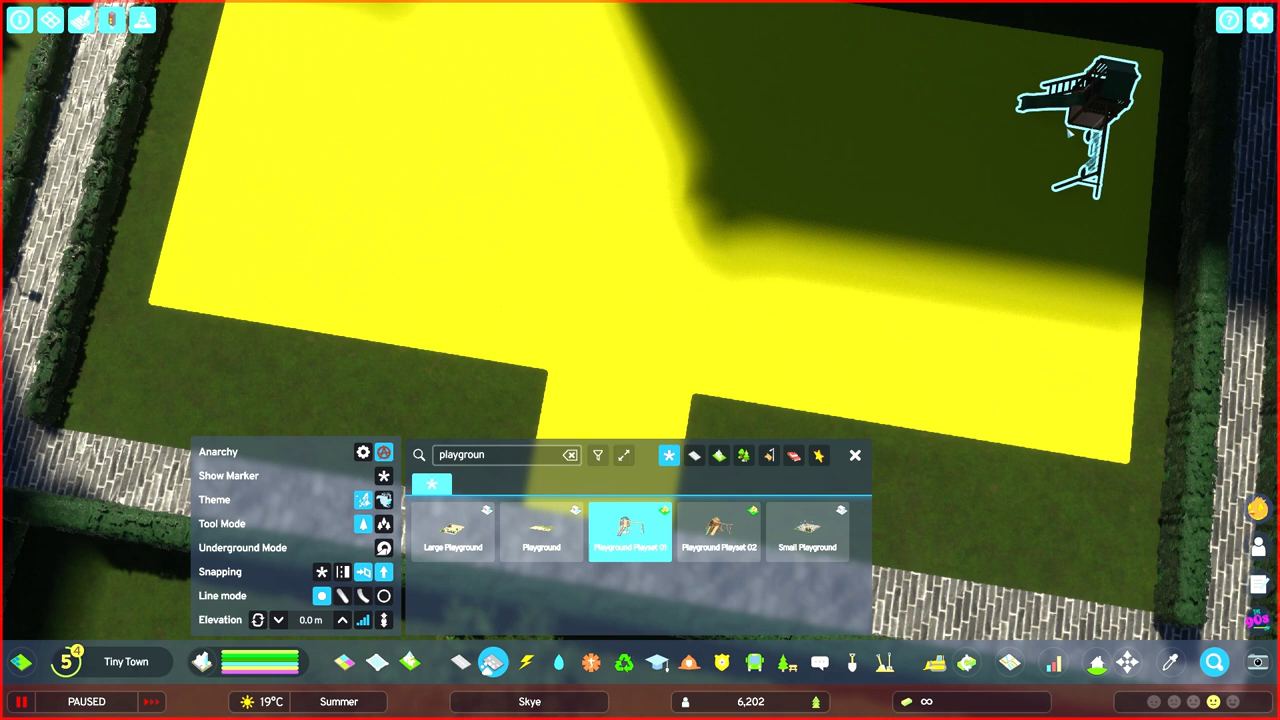 Anarchy
Show Marker
Theme
Tool Mode
Underground Mode
Snapping
Line mode
Elevation
0.0 m
playgroun
Large Playground
Playground
Playground Playset 01
Playground Playset 02
Small Playground
5
4
Tiny Town
90s
PAUSED
19°C
Summer
Skye
6,202
∞